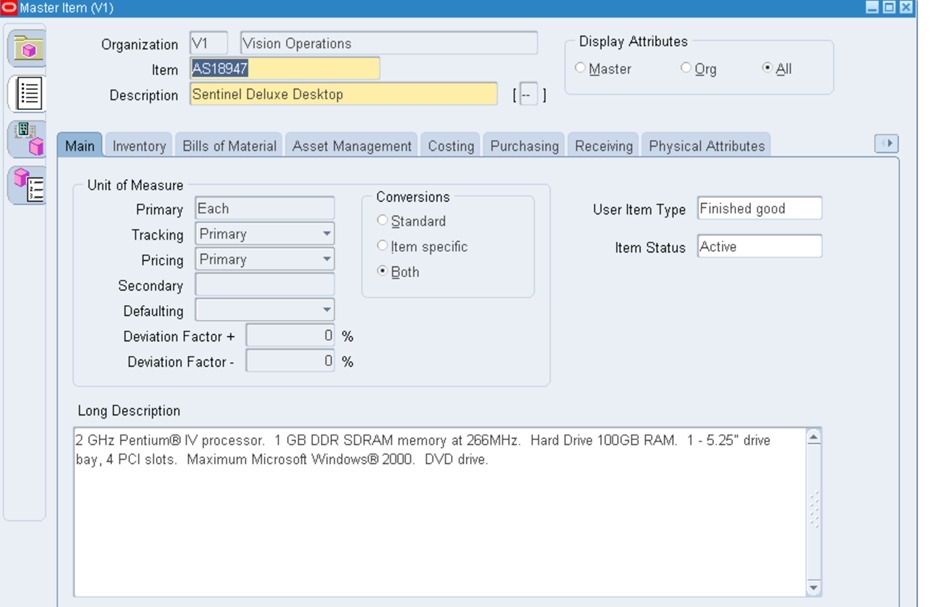 Master Item (V1)
Organization V1 Vision Operations
Display Attributes
Item AS18947
Master Org All
Description Sentinel Deluxe Desktop [ -- ]
Main Inventory Bills of Material Asset Management Costing Purchasing Receiving Physical Attributes
Unit of Measure
Conversions
Primary Each
User Item Type Finished good
Standard
Tracking Primary
Item specific
Item Status Active
Pricing Primary
Both
Secondary
Defaulting
Deviation Factor + 0 %
Deviation Factor - 0 %
Long Description
2 GHz Pentium® IV processor. 1 GB DDR SDRAM memory at 266MHz. Hard Drive 100GB RAM. 1 - 5.25" drive
bay, 4 PCI slots. Maximum Microsoft Windows® 2000. DVD drive.